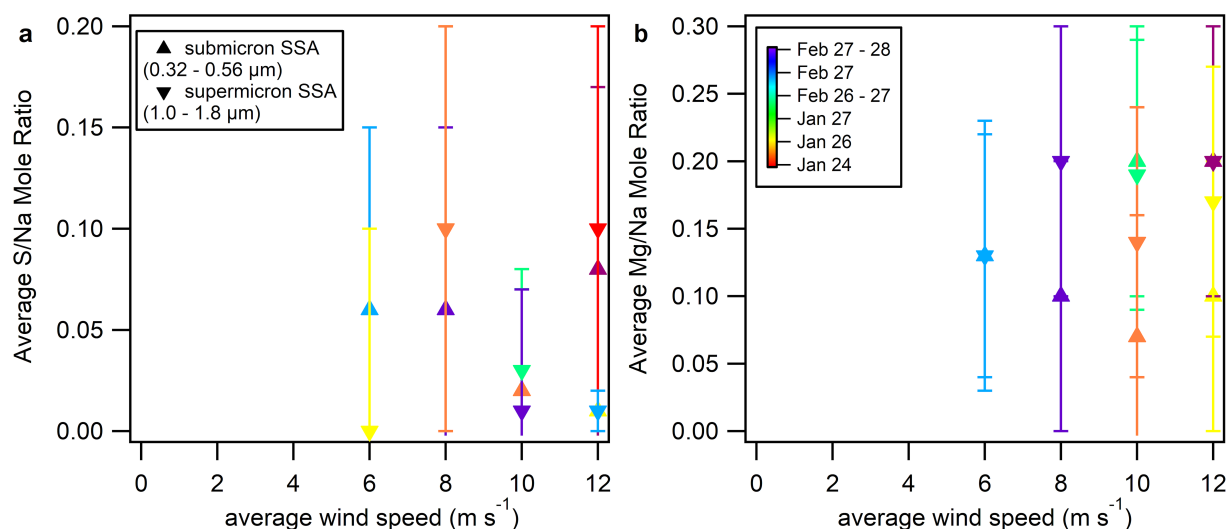 a
submicron SSA
(0.32 - 0.56 µm)
supermicron SSA
(1.0 - 1.8 µm)
0.20
0.15
0.10
0.05
0.00
Average S/Na Mole Ratio
0 2 4 6 8 10 12
average wind speed (m s⁻¹)
b
Feb 27 - 28
Feb 27
Feb 26 - 27
Jan 27
Jan 26
Jan 24
0.30
0.25
0.20
0.15
0.10
0.05
0.00
Average Mg/Na Mole Ratio
0 2 4 6 8 10 12
average wind speed (m s⁻¹)